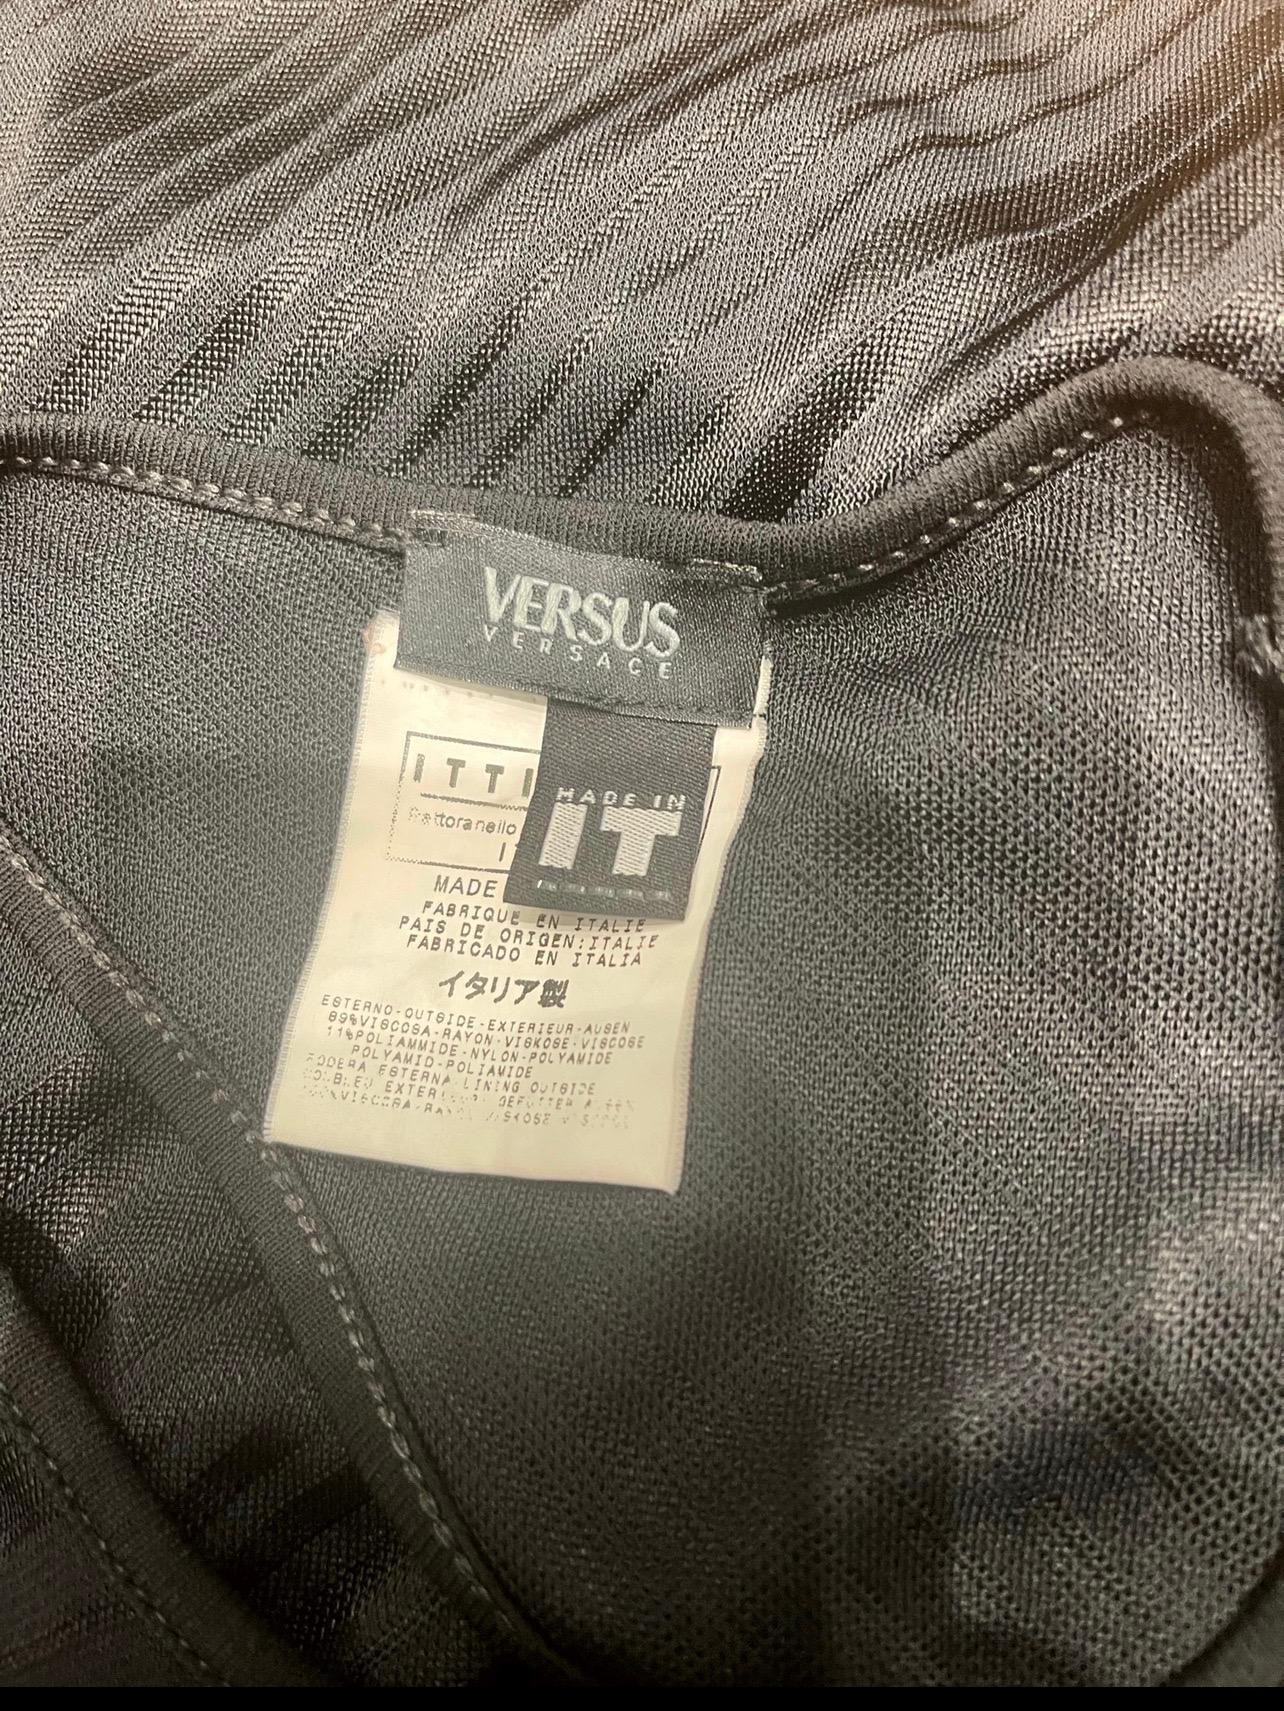 VERSUS
VERSACE
MADE IN
IT
ITTI
MADE
FABRIQUE EN ITALIE
PAIS DE ORIGEN:ITALIE
FABRICADO EN ITALIA
イタリア製
ESTERNO-OUTSIDE-EXTERIEUR-AUSEN
89%VISCOSA-RAYON-VISKOSE-VISCOSE
11%POLIAMMIDE-NYLON-POLYAMIDE
POLYAMID-POLIAMIDE
FODERA ESTERNA LINING OUTSIDE